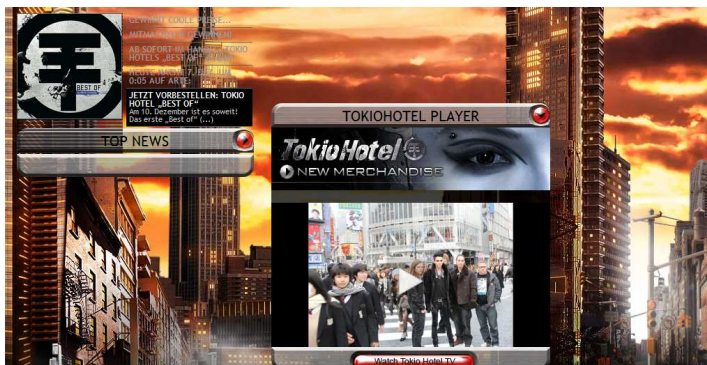 GEWINNT COOLE PREISE...
AB SOFORT IM HANDEL: TOKIO
HOTELS „BEST OF“
0:05 AUF ARTE:
JETZT VORBESTELLEN: TOKIO
HOTEL „BEST OF“
Am 10. Dezember ist es soweit!
Das erste „Best of“ (...)
BEST OF
TOP NEWS
TOKIOHOTEL PLAYER
Tokio Hotel
NEW MERCHANDISE
Watch Tokio Hotel TV